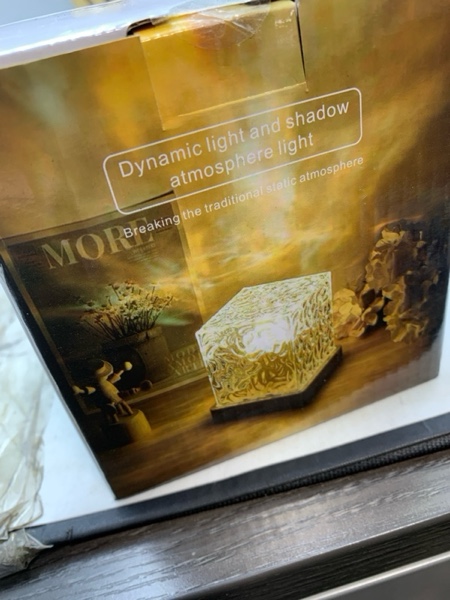 Dynamic light and shadow
atmosphere light
Breaking the traditional static atmosphere
MORE